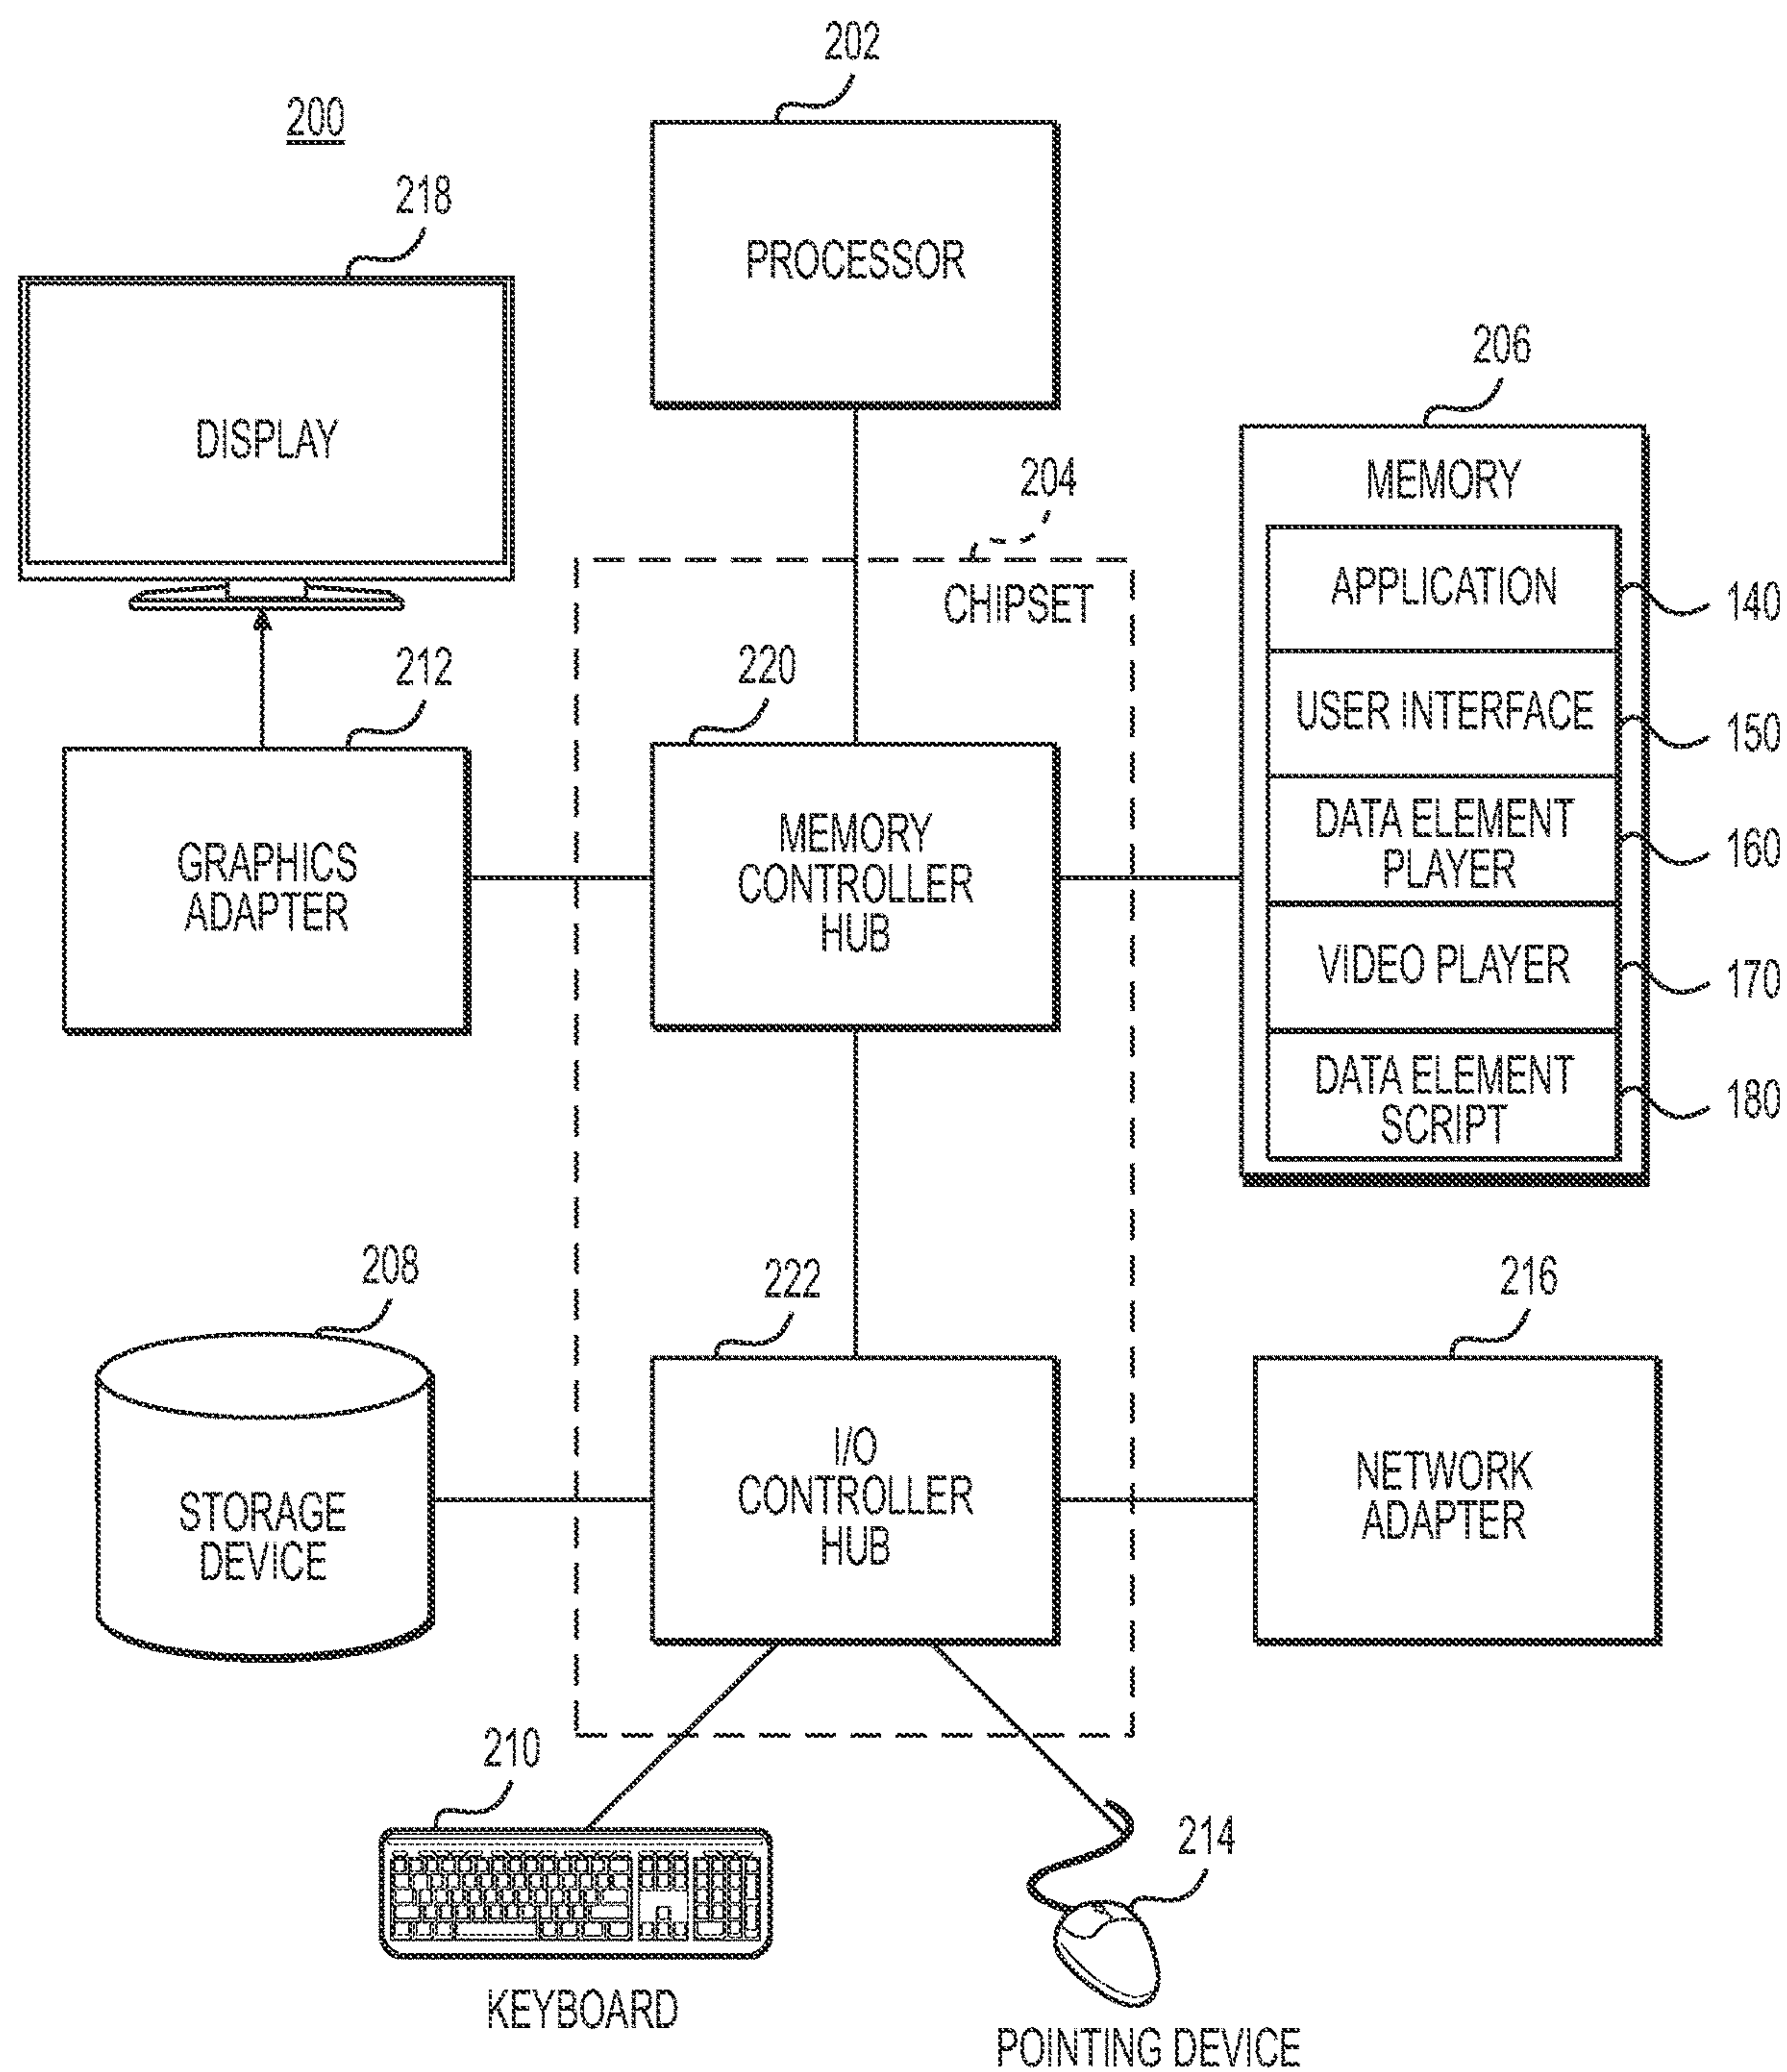 202
200
218
PROCESSOR
206
DISPLAY
204
MEMORY
CHIPSET
APPLICATION
140
212
220
USER INTERFACE
150
GRAPHICS
ADAPTER
MEMORY
CONTROLLER
HUB
DATA ELEMENT
PLAYER
160
VIDEO PLAYER
170
DATA ELEMENT
SCRIPT
180
208
222
216
STORAGE
DEVICE
I/O
CONTROLLER
HUB
NETWORK
ADAPTER
210
214
KEYBOARD
POINTING DEVICE